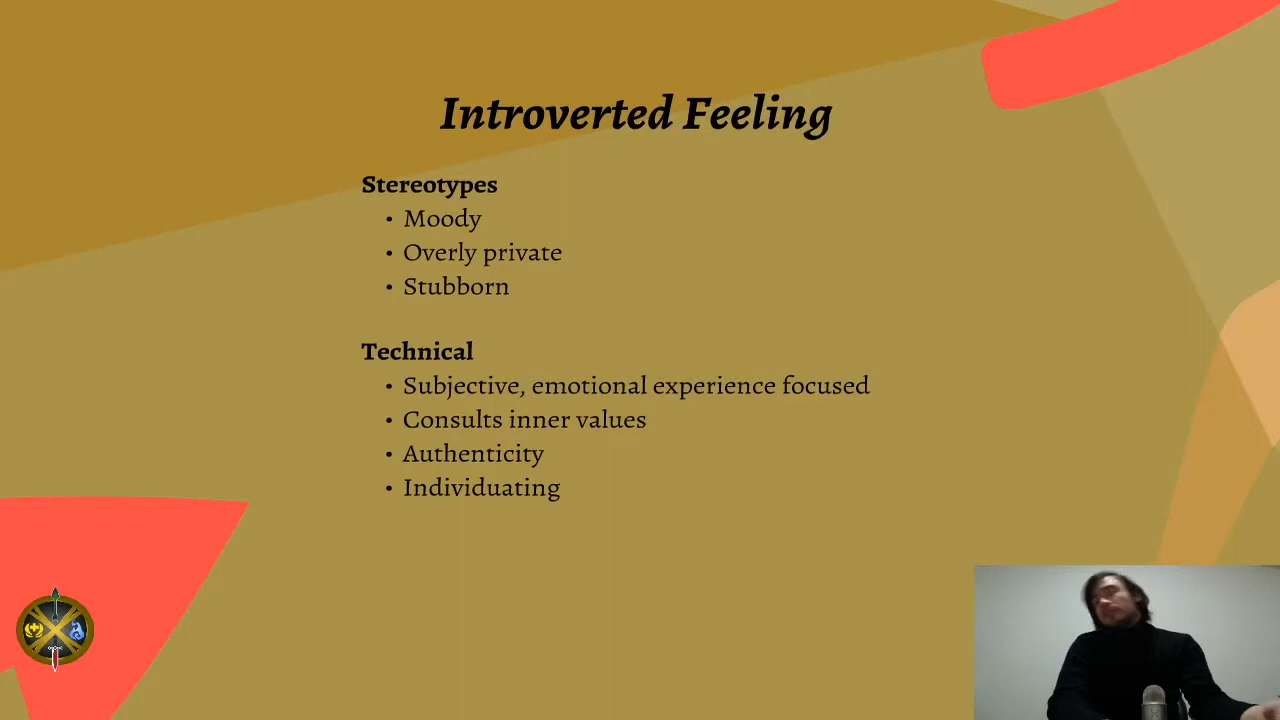 Introverted Feeling
Stereotypes
• Moody
• Overly private
• Stubborn
Technical
• Subjective, emotional experience focused
• Consults inner values
• Authenticity
• Individuating